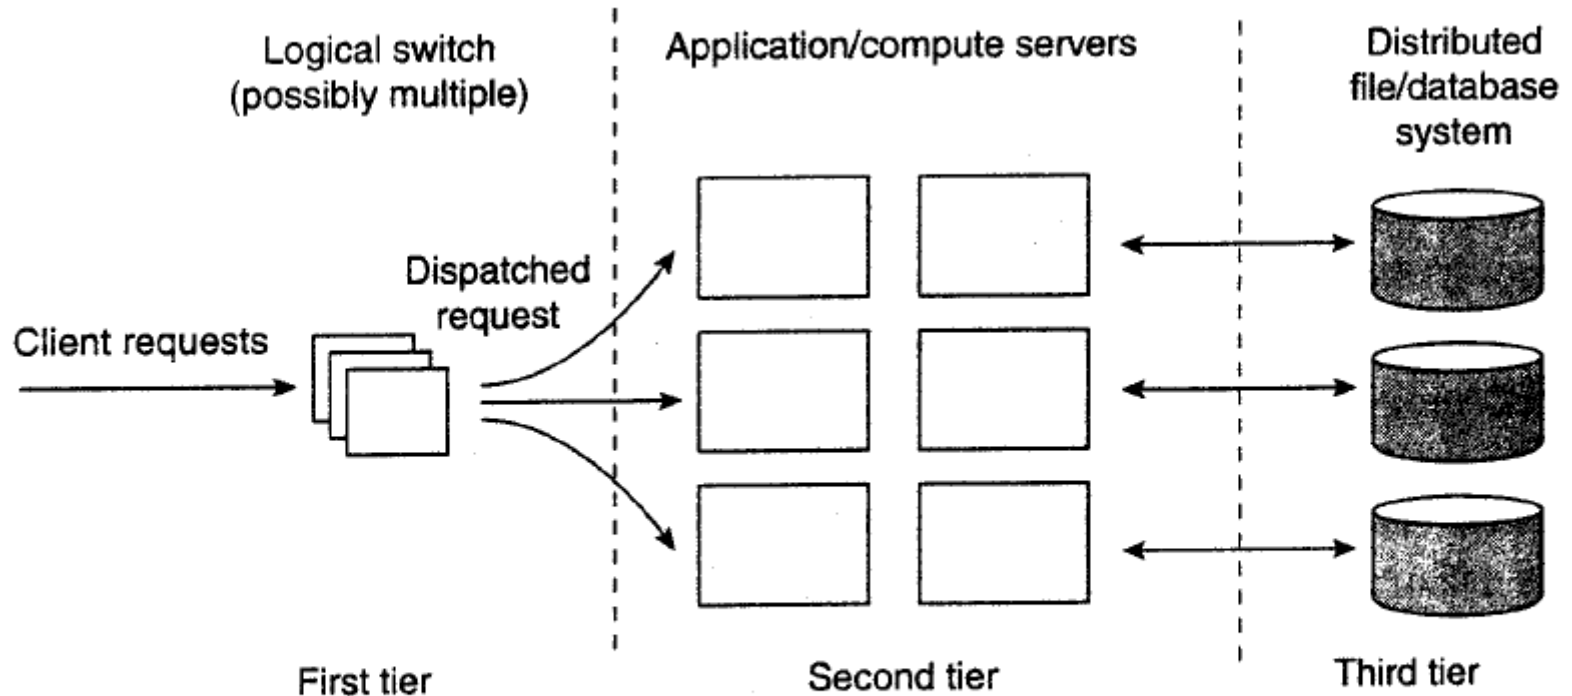 Logical switch
(possibly multiple)
Application/compute servers
Distributed
file/database
system
Dispatched
request
Client requests
First tier
Second tier
Third tier